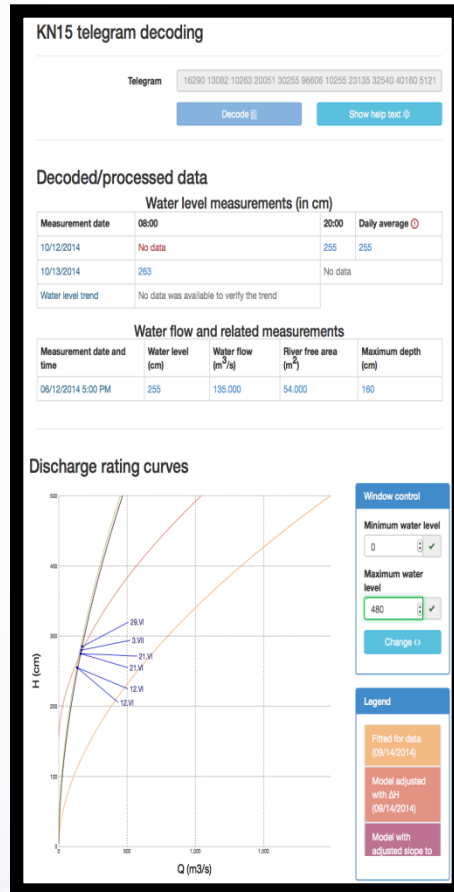 KN15 telegram decoding
Telegram
16290 13082 10263 20051 30255 96606 10255 23135 32540 40160 5121
Decode
Show help text
Decoded/processed data
Water level measurements (in cm)
Measurement date 08:00 20:00 Daily average
10/12/2014 No data 255 255
10/13/2014 263 No data
Water level trend No data was available to verify the trend
Water flow and related measurements
Measurement date and time Water level (cm) Water flow (m³/s) River free area (m²) Maximum depth (cm)
06/12/2014 5:00 PM 255 135.000 54.000 160
Discharge rating curves
Window control
Minimum water level
0
Maximum water level
480
Change
Legend
Fitted for data (09/14/2014)
Model adjusted with ΔH (09/14/2014)
Model with adjusted slope to
H (cm)
300
200
100
29.VI
3.VII
21.VI
21.VI
12.VI
12.VI
0 500 1,000 1,500
Q (m3/s)